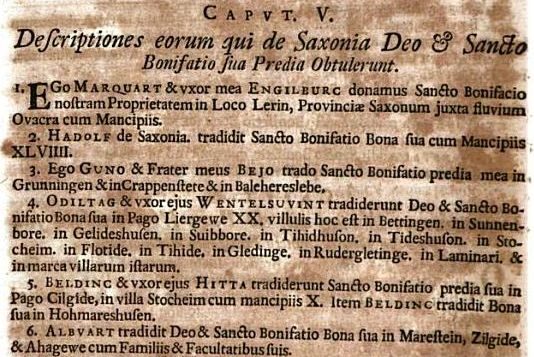 CAPUT. V.
Descriptiones eorum qui de Saxonia Deo & Sancto
Bonifatio sua Predia Obtulerunt.
1. EGo MARQUART & vxor mea ENGILBURC donamus Sancto Bonifacio
nostram Proprietatem in Loco Lerin, Provinciæ Saxonum juxta fluvium
Ovacra cum Mancipiis.
2. HADOLF de Saxonia. tradidit Sancto Bonifatio Bona sua cum Mancipiis
XLVIIII.
3. Ego GUNO & Frater meus BEJO trado Sancto Bonifatio predia mea in
Grunningen & in Crappenstere & in Balehereslebe.
4. ODILTAG & vxor ejus WENTELSUVINT tradiderunt Deo & Sancto Bo-
nifatio Bona sua in Pago Liergewe XX. villulis hoc est in Bettingen. in Sunnen-
bore. in Gelideshusen. in Suibbore. in Tihidhuson. in Tideshuson. in Sto-
cheim. in Flotide. in Tihide. in Gledinge. in Rudergletinge. in Laminari. &
in marca villarum istarum.
5. BELDINC & vxor ejus HITTA tradiderunt Sancto Bonifatio predia sua in
Pago Cilgide, in villa Stocheim cum mancipiis X. Item BELDINC tradidit Bona
sua in Hohmareshusen.
6. ALBVART tradidit Deo & Sancto Bonifatio Bona sua in Marestein, Zilgide,
& Ahagewe cum Familiis & Facultatibus suis.